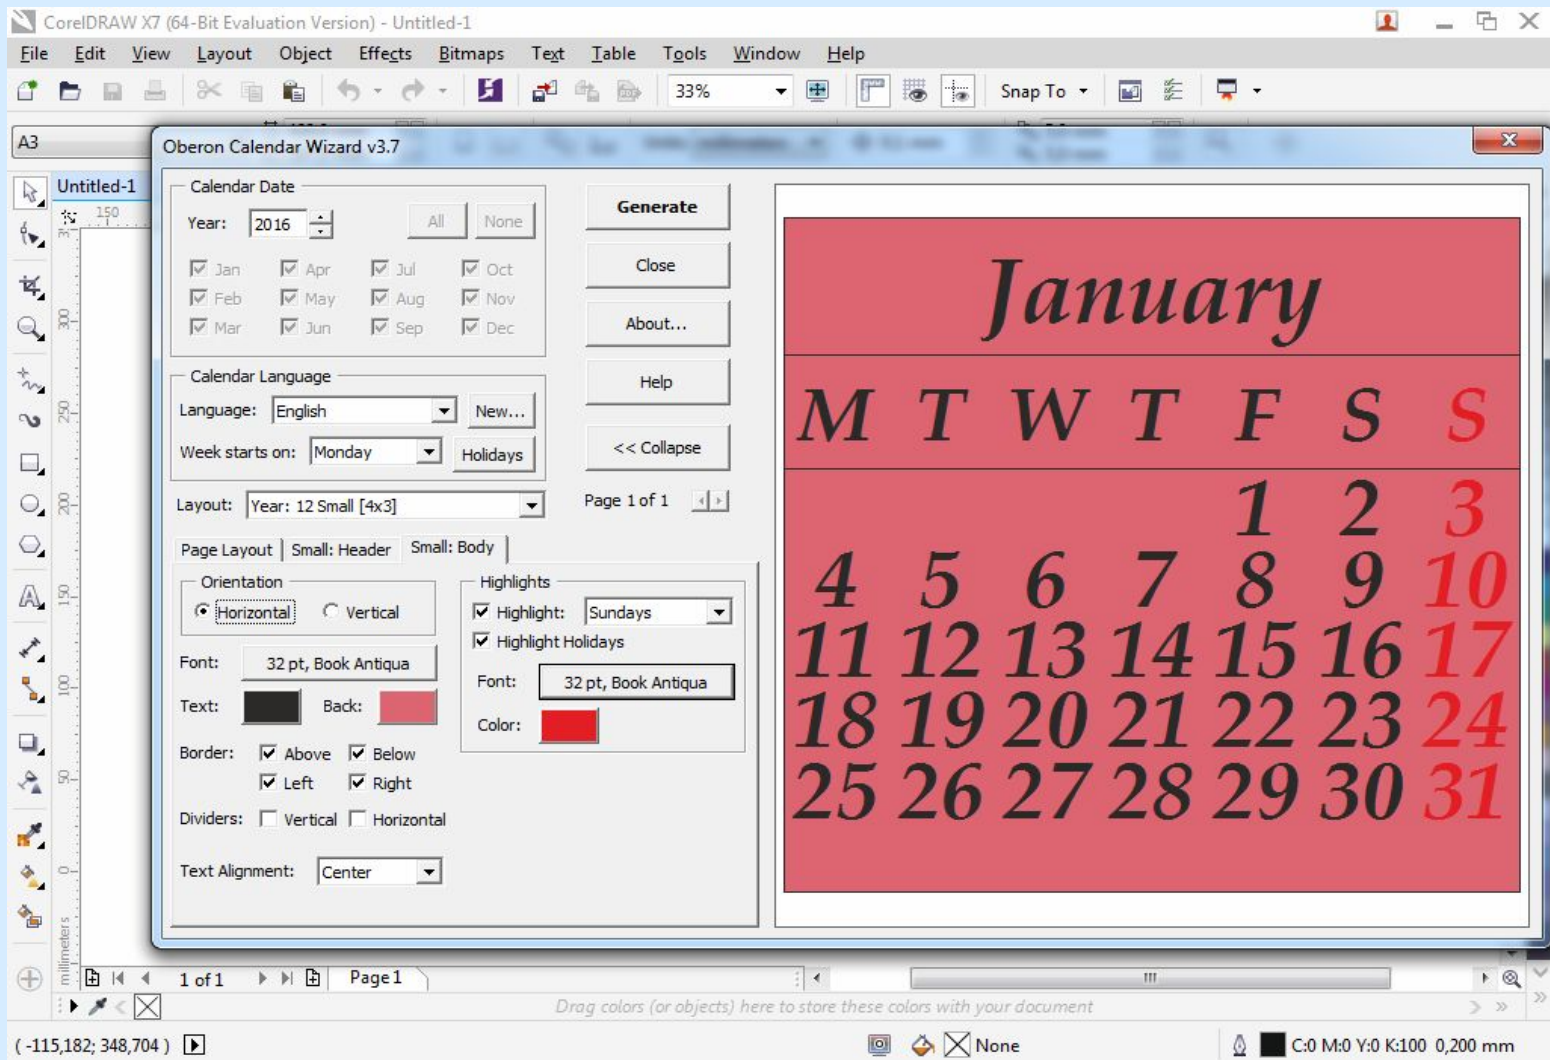 CorelDRAW X7 (64-Bit Evaluation Version) - Untitled-1
File Edit View Layout Object Effects Bitmaps Text Table Tools Window Help
33% Snap To
A3
Oberon Calendar Wizard v3.7
Untitled-1
150
300
250
200
150
100
50
0
millimeters
Calendar Date
Year: 2016 All None
Jan Apr Jul Oct
Feb May Aug Nov
Mar Jun Sep Dec
Calendar Language
Language: English New...
Week starts on: Monday Holidays
Layout: Year: 12 Small [4x3]
Generate
Close
About...
Help
<< Collapse
Page 1 of 1
Page Layout Small: Header Small: Body
Orientation
Horizontal Vertical
Font: 32 pt, Book Antiqua
Text: Back:
Border: Above Below
Left Right
Dividers: Vertical Horizontal
Text Alignment: Center
Highlights
Highlight: Sundays
Highlight Holidays
Font: 32 pt, Book Antiqua
Color:
January
M T W T F S S
1 2 3
4 5 6 7 8 9 10
11 12 13 14 15 16 17
18 19 20 21 22 23 24
25 26 27 28 29 30 31
1 of 1 Page 1
Drag colors (or objects) here to store these colors with your document
( -115,182; 348,704 ) None C:0 M:0 Y:0 K:100 0,200 mm